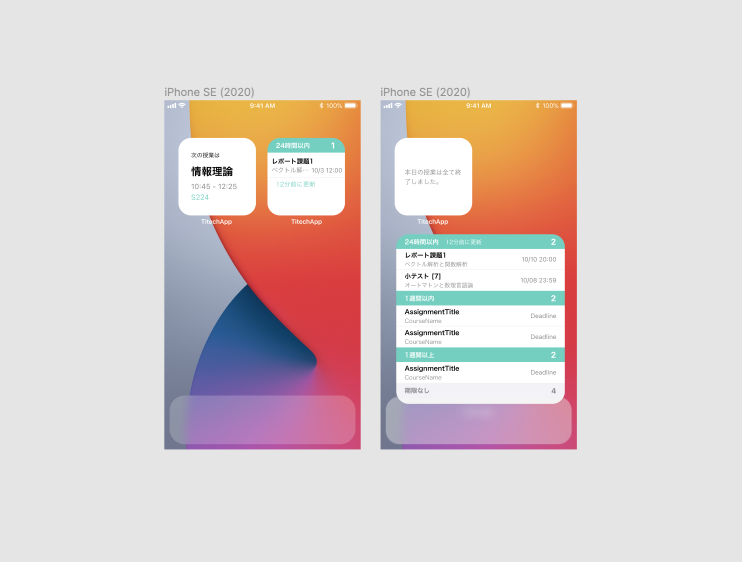 iPhone SE (2020)
9:41 AM
100%
次の授業は
情報理論
10:45 - 12:25
S224
TitechApp
24時間以内 1
レポート課題1
ベクトル解… 10/3 12:00
12分前に更新
TitechApp
iPhone SE (2020)
9:41 AM
100%
本日の授業は全て終
了しました。
TitechApp
24時間以内 12分前に更新 2
レポート課題1
ベクトル解析と関数解析 10/10 20:00
小テスト [7]
オートマトンと数理言語論 10/08 23:59
1週間以内 2
AssignmentTitle
CourseName Deadline
AssignmentTitle
CourseName Deadline
1週間以上 2
AssignmentTitle
CourseName Deadline
期限なし 4